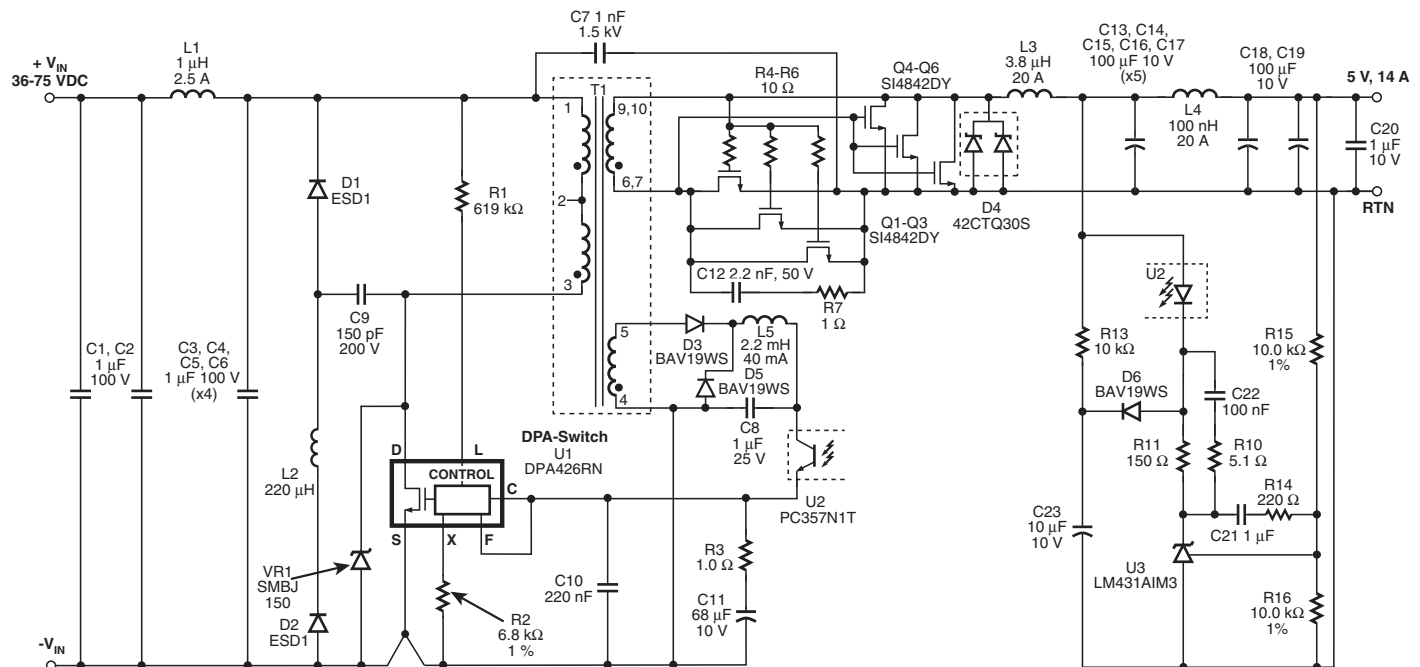 C7 1 nF
1.5 kV
L1
1 µH
2.5 A
+ VIN
36-75 VDC
T1
1
2
3
9,10
6,7
5
4
R4-R6
10 Ω
Q4-Q6
SI4842DY
L3
3.8 µH
20 A
C13, C14,
C15, C16, C17
100 µF 10 V
(x5)
C18, C19
100 µF
10 V
5 V, 14 A
L4
100 nH
20 A
C20
1 µF
10 V
RTN
D1
ESD1
R1
619 kΩ
Q1-Q3
SI4842DY
D4
42CTQ30S
C12 2.2 nF, 50 V
R7
1 Ω
C9
150 pF
200 V
C1, C2
1 µF
100 V
C3, C4,
C5, C6
1 µF 100 V
(x4)
D3
BAV19WS
L5
2.2 mH
40 mA
D5
BAV19WS
C8
1 µF
25 V
U2
R13
10 kΩ
R15
10.0 kΩ
1%
D6
BAV19WS
C22
100 nF
R11
150 Ω
R10
5.1 Ω
R14
220 Ω
C21 1 µF
C23
10 µF
10 V
U3
LM431AIM3
R16
10.0 kΩ
1%
L2
220 µH
DPA-Switch
U1
DPA426RN
D
L
CONTROL
C
S
X
F
U2
PC357N1T
VR1
SMBJ
150
D2
ESD1
R2
6.8 kΩ
1 %
C10
220 nF
R3
1.0 Ω
C11
68 µF
10 V
-VIN